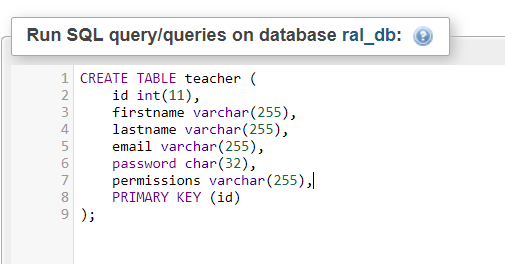 Run SQL query/queries on database ral_db:
1 CREATE TABLE teacher (
2     id int(11),
3     firstname varchar(255),
4     lastname varchar(255),
5     email varchar(255),
6     password char(32),
7     permissions varchar(255),
8     PRIMARY KEY (id)
9 );